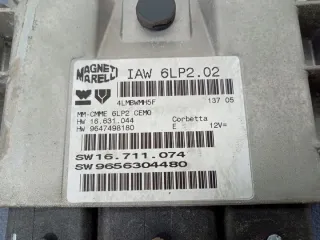 MAGNETI MARELLI IAW 6LP2.02
4LMBWMH5F 137 05
MM-CMME 6LP2 CEMO
HW 16.631.044 Corbetta
HW 9647498180 E 12V=
SW 16.711.074
SW 9656304480